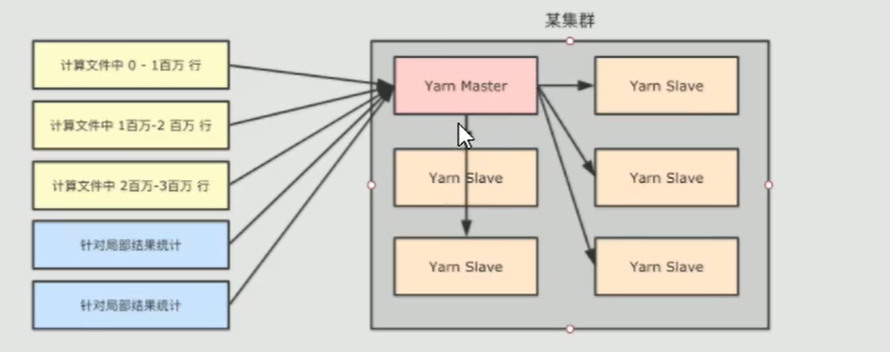 某集群
计算文件中 0 - 1百万 行
Yarn Master
Yarn Slave
计算文件中 1百万-2 百万 行
计算文件中 2百万-3百万 行
Yarn Slave
Yarn Slave
针对局部结果统计
Yarn Slave
Yarn Slave
针对局部结果统计